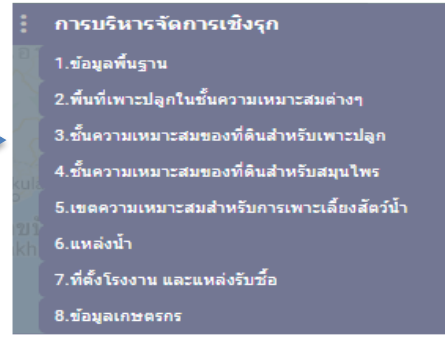 การบริหารจัดการเชิงรุก
1.ข้อมูลพื้นฐาน
2.พื้นที่เพาะปลูกในชั้นความเหมาะสมต่างๆ
3.ชั้นความเหมาะสมของที่ดินสำหรับเพาะปลูก
4.ชั้นความเหมาะสมของที่ดินสำหรับสมุนไพร
5.เขตความเหมาะสมสำหรับการเพาะเลี้ยงสัตว์น้ำ
6.แหล่งน้ำ
7.ที่ตั้งโรงงาน และแหล่งรับซื้อ
8.ข้อมูลเกษตรกร